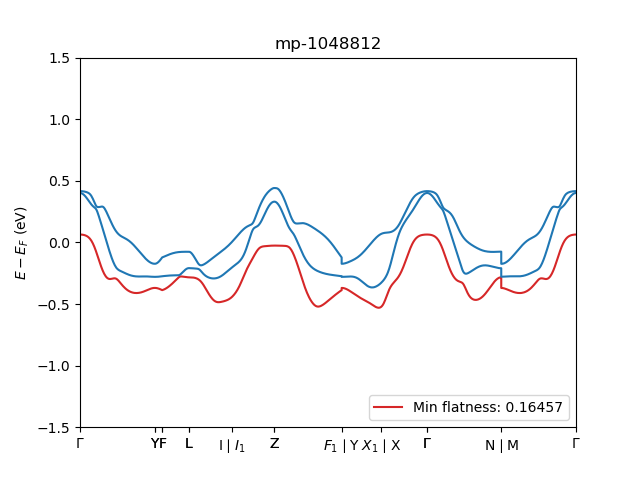 mp-1048812
E − E_F (eV)
1.5
1.0
0.5
0.0
−0.5
−1.0
−1.5
Min flatness: 0.16457
Γ Y F L I | I₁ Z F₁ | Y X₁ | X Γ N | M Γ